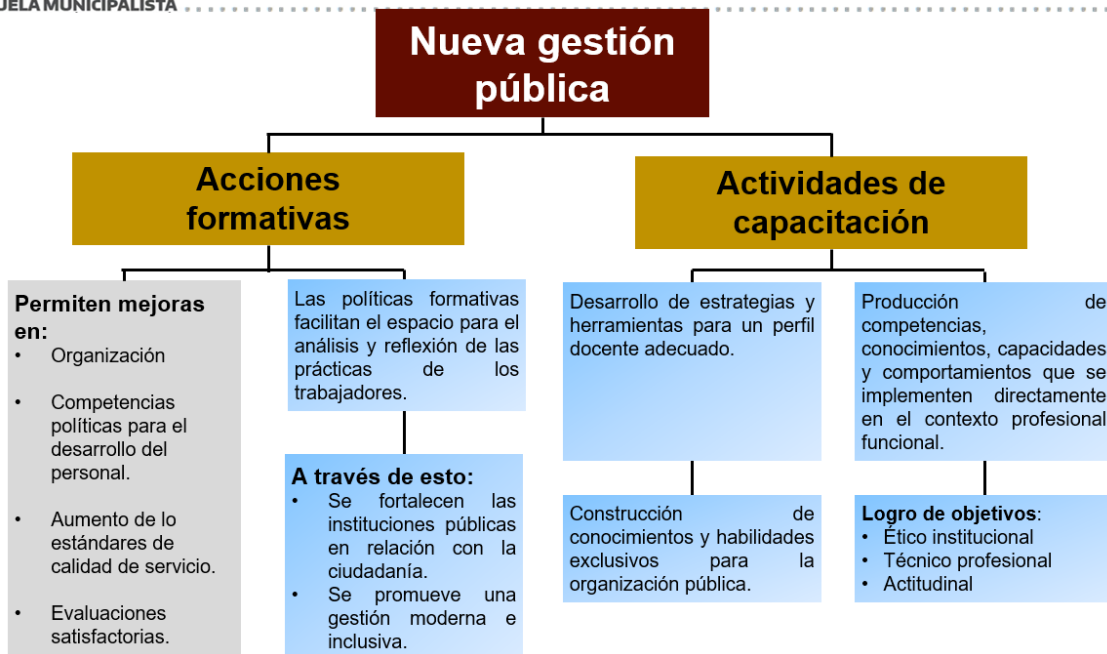 UELA MUNICIPALISTA
Nueva gestión
pública
Acciones
formativas
Actividades de
capacitación
Permiten mejoras
en:
• Organización
• Competencias
políticas para el
desarrollo del
personal.
• Aumento de lo
estándares de
calidad de servicio.
• Evaluaciones
satisfactorias.
Las políticas formativas
facilitan el espacio para el
análisis y reflexión de las
prácticas de los
trabajadores.
A través de esto:
• Se fortalecen las
instituciones públicas
en relación con la
ciudadanía.
• Se promueve una
gestión moderna e
inclusiva.
Desarrollo de estrategias y
herramientas para un perfil
docente adecuado.
Construcción de
conocimientos y habilidades
exclusivos para la
organización pública.
Producción de
competencias,
conocimientos, capacidades
y comportamientos que se
implementen directamente
en el contexto profesional
funcional.
Logro de objetivos:
• Ético institucional
• Técnico profesional
• Actitudinal